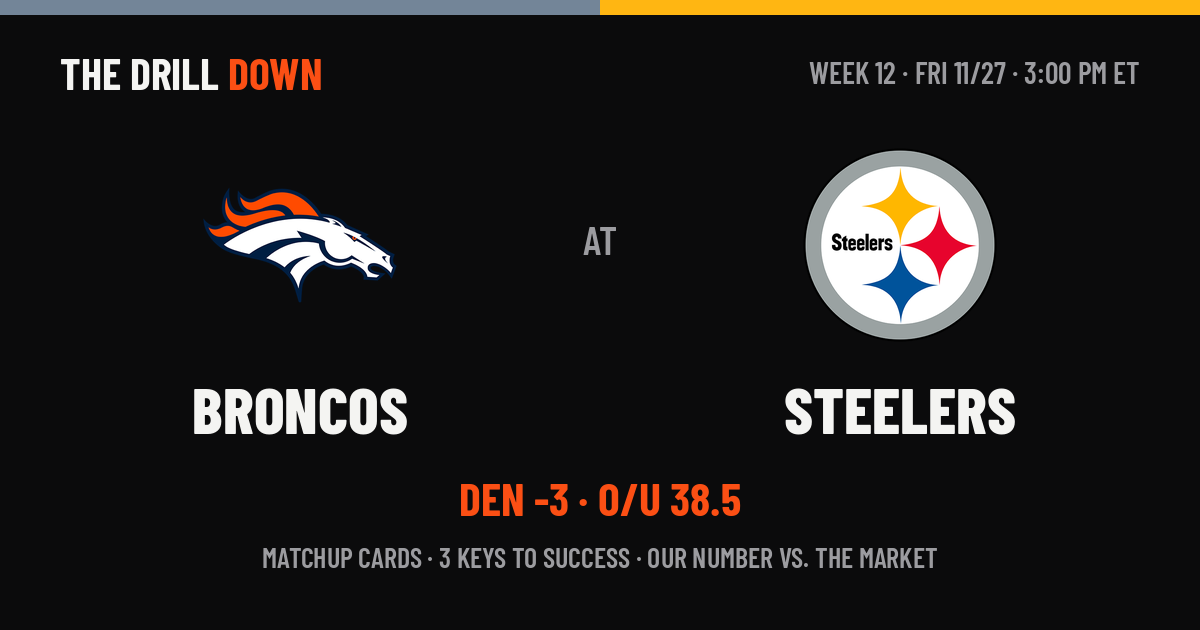 THE DRILL DOWN
WEEK 12 · FRI 11/27 · 3:00 PM ET
AT
Steelers
BRONCOS
STEELERS
DEN -3 · O/U 38.5
MATCHUP CARDS · 3 KEYS TO SUCCESS · OUR NUMBER VS. THE MARKET